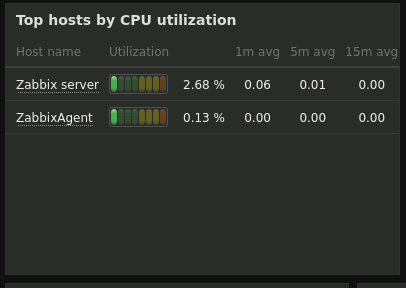 Top hosts by CPU utilization
Host name Utilization 1m avg 5m avg 15m avg
Zabbix server 2.68 % 0.06 0.01 0.00
ZabbixAgent 0.13 % 0.00 0.00 0.00